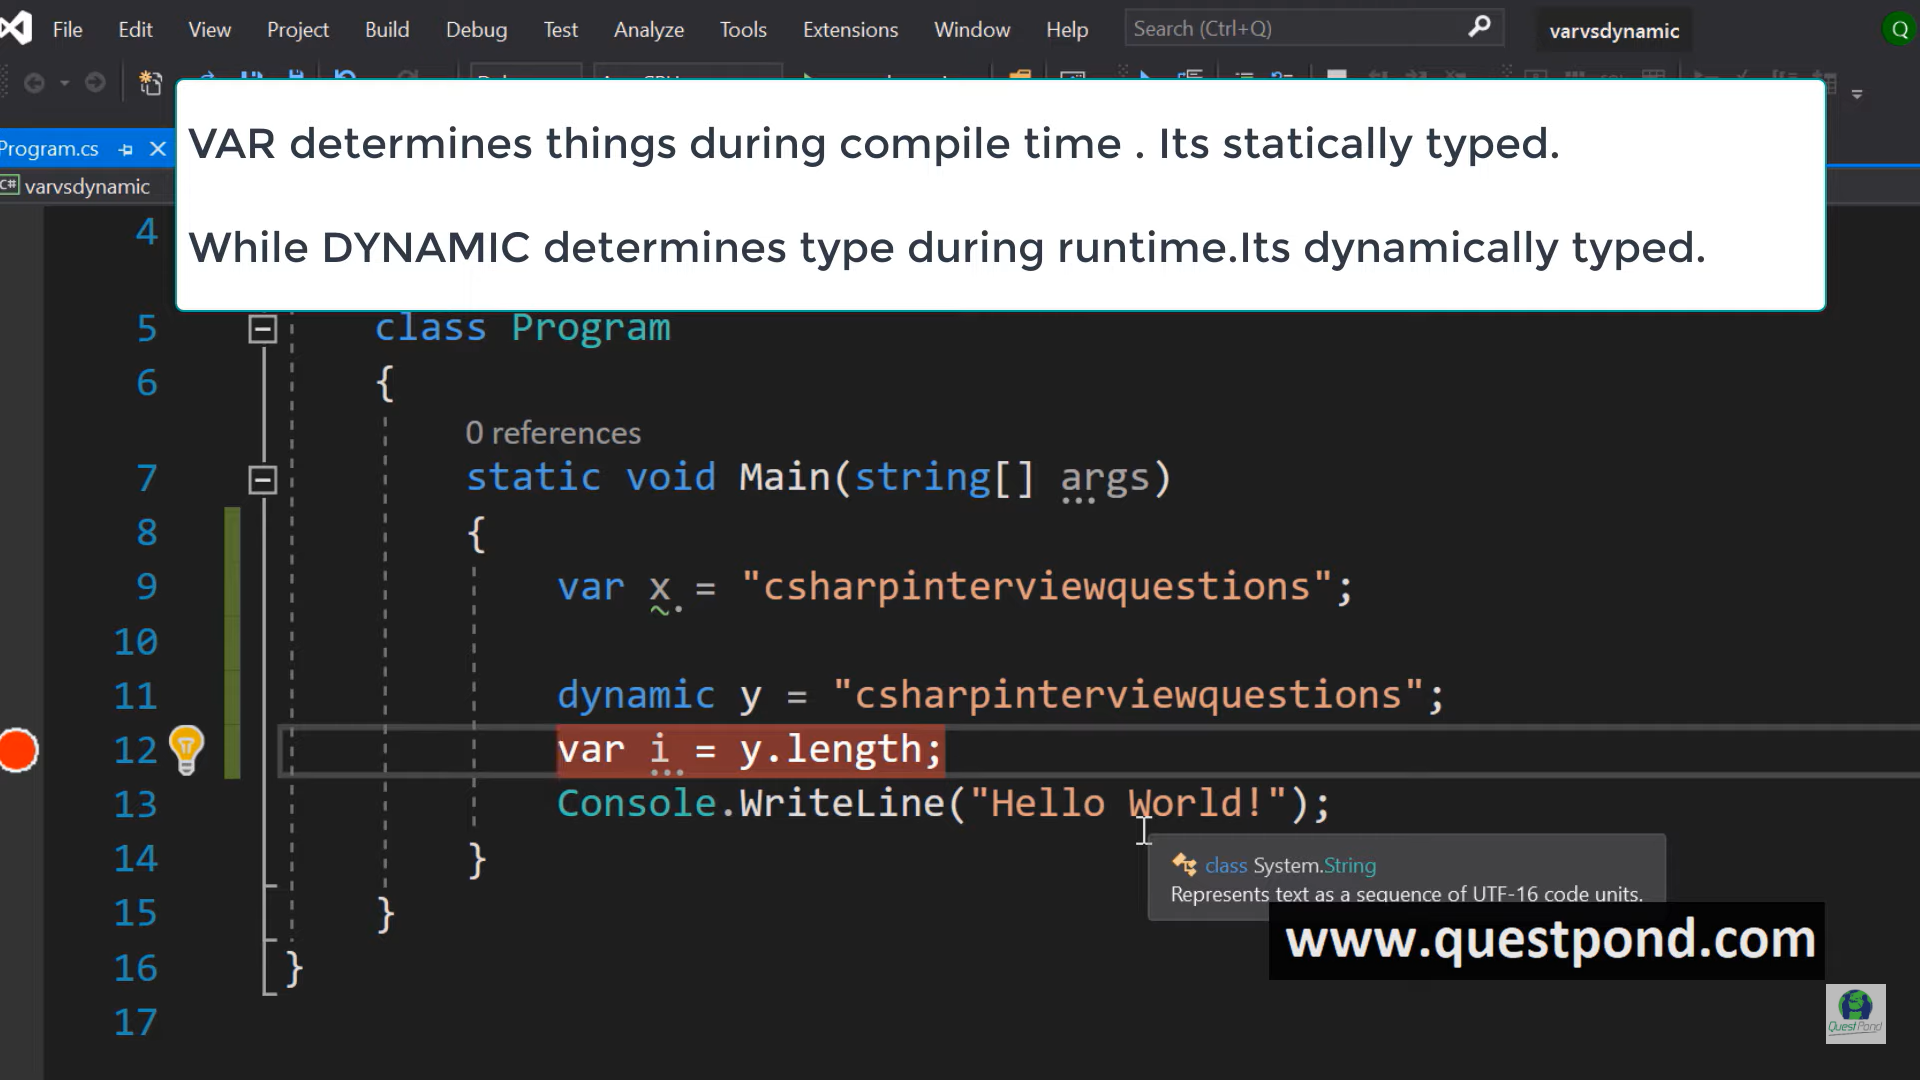 File Edit View Project Build Debug Test Analyze Tools Extensions Window Help Search (Ctrl+Q) varvsdynamic Q
VAR determines things during compile time . Its statically typed.
While DYNAMIC determines type during runtime.Its dynamically typed.
Program.cs
C# varvsdynamic
4
5 class Program
6 {
0 references
7 static void Main(string[] args)
8 {
9 var x = "csharpinterviewquestions";
10
11 dynamic y = "csharpinterviewquestions";
12 var i = y.length;
13 Console.WriteLine("Hello World!");
14 }
class System.String
Represents text as a sequence of UTF-16 code units.
15 }
www.questpond.com
16 }
17
QuestPond